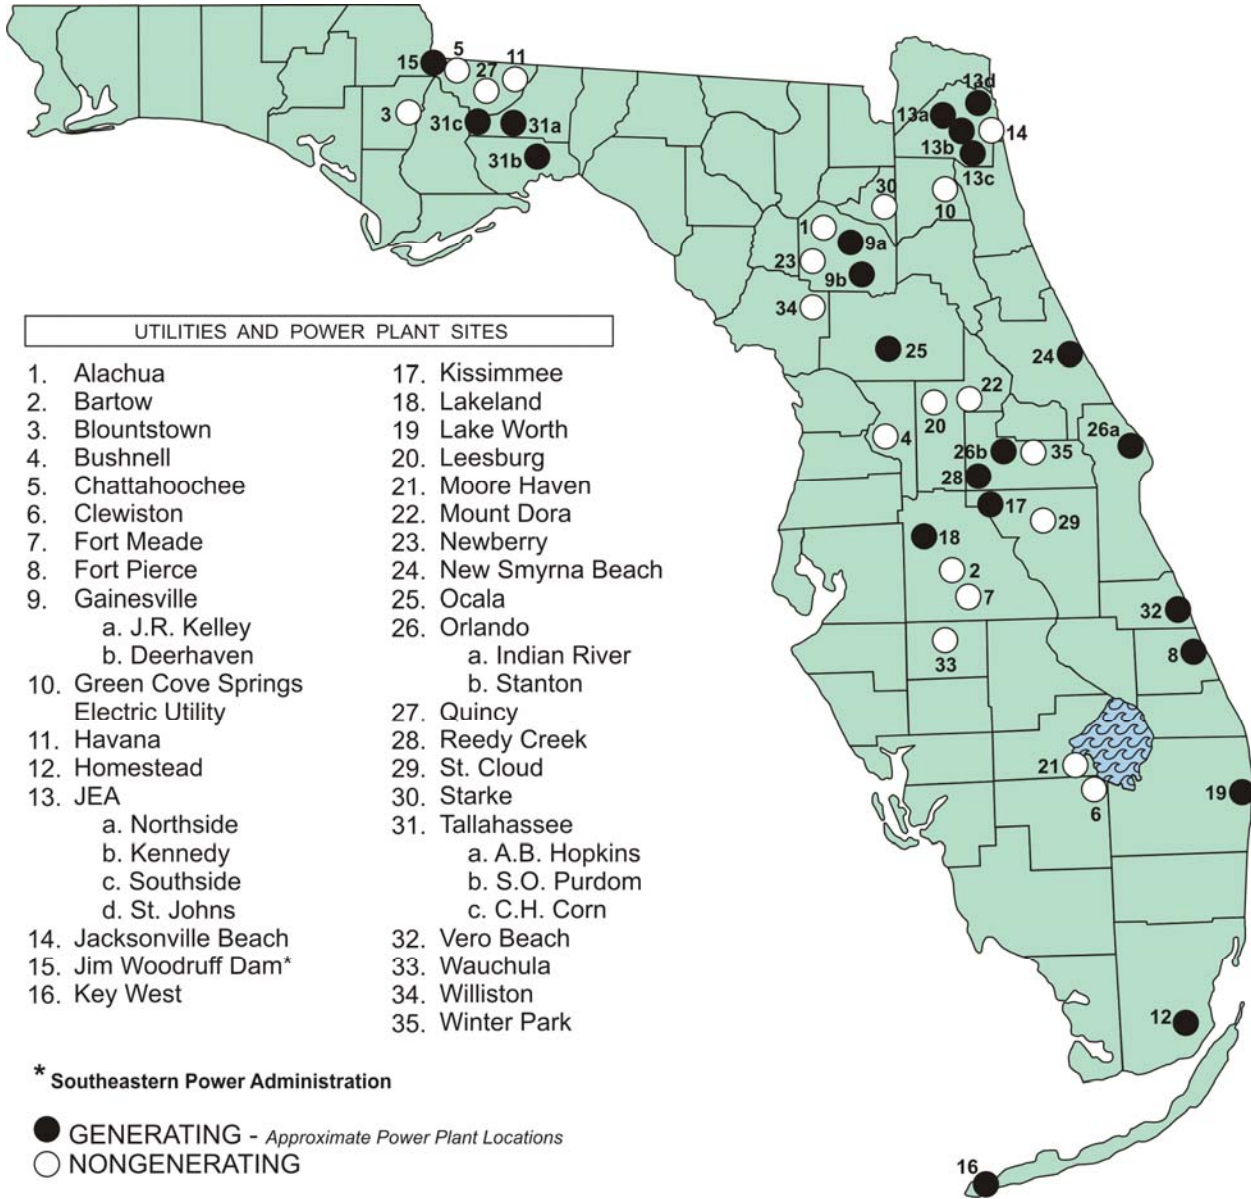 15
5
11
27
3
31c
31a
31b
13d
13a
14
13b
13c
30
10
1
9a
23
9b
34
25
24
22
20
4
26a
26b
35
28
17
29
18
2
7
32
33
8
21
6
19
12
16
UTILITIES AND POWER PLANT SITES
1. Alachua
2. Bartow
3. Blountstown
4. Bushnell
5. Chattahoochee
6. Clewiston
7. Fort Meade
8. Fort Pierce
9. Gainesville
a. J.R. Kelley
b. Deerhaven
10. Green Cove Springs
Electric Utility
11. Havana
12. Homestead
13. JEA
a. Northside
b. Kennedy
c. Southside
d. St. Johns
14. Jacksonville Beach
15. Jim Woodruff Dam*
16. Key West
17. Kissimmee
18. Lakeland
19 Lake Worth
20. Leesburg
21. Moore Haven
22. Mount Dora
23. Newberry
24. New Smyrna Beach
25. Ocala
26. Orlando
a. Indian River
b. Stanton
27. Quincy
28. Reedy Creek
29. St. Cloud
30. Starke
31. Tallahassee
a. A.B. Hopkins
b. S.O. Purdom
c. C.H. Corn
32. Vero Beach
33. Wauchula
34. Williston
35. Winter Park
* Southeastern Power Administration
GENERATING - Approximate Power Plant Locations
NONGENERATING